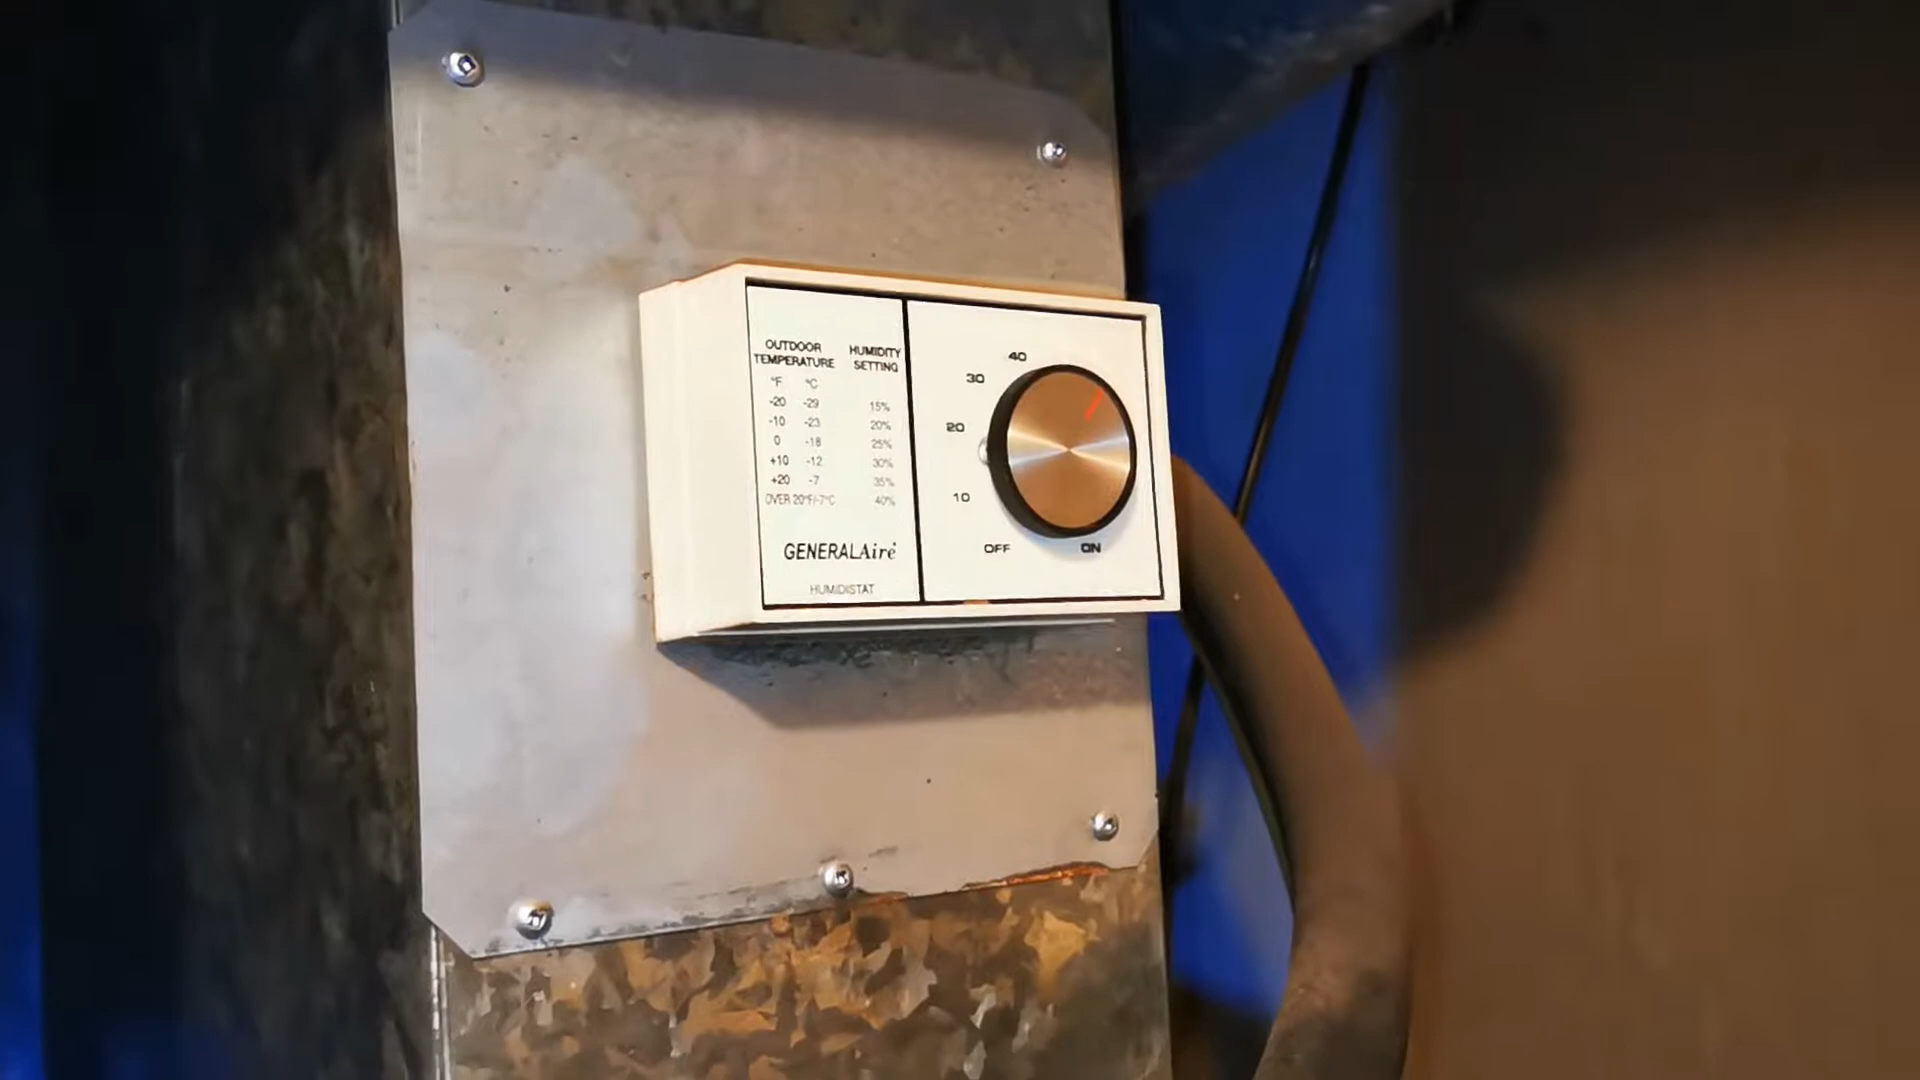 OUTDOOR TEMPERATURE HUMIDITY SETTING
°F °C
-20 -29 15%
-10 -23 20%
0 -18 25%
+10 -12 30%
+20 -7 35%
OVER 20°F/-7°C 40%
GENERALAire
HUMIDISTAT
40
30
20
10
OFF ON